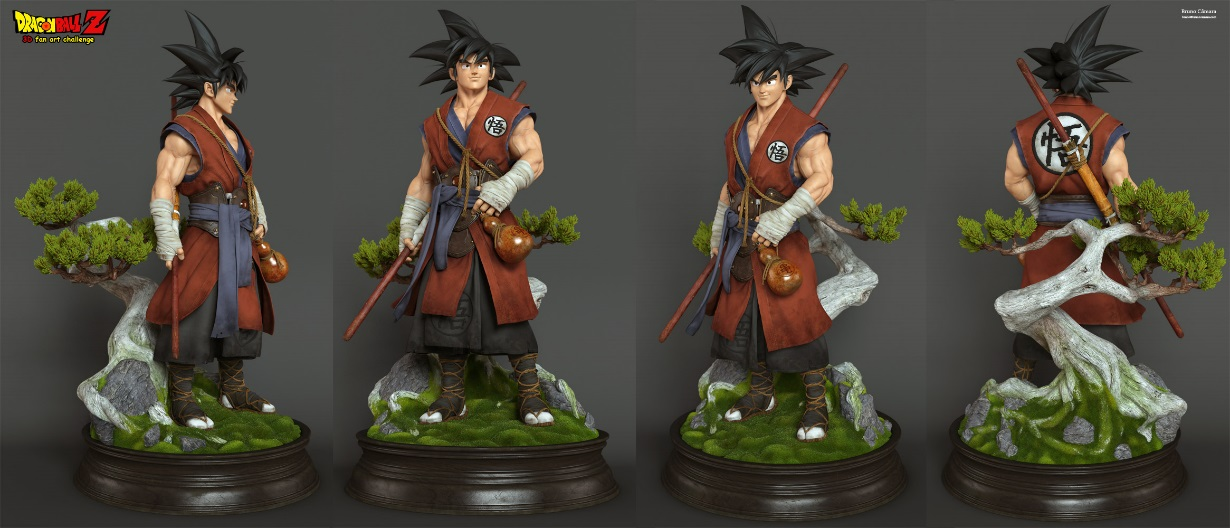 DRAGONBALL Z
3D fan art challenge
Bruno Câmara
悟
悟
悟